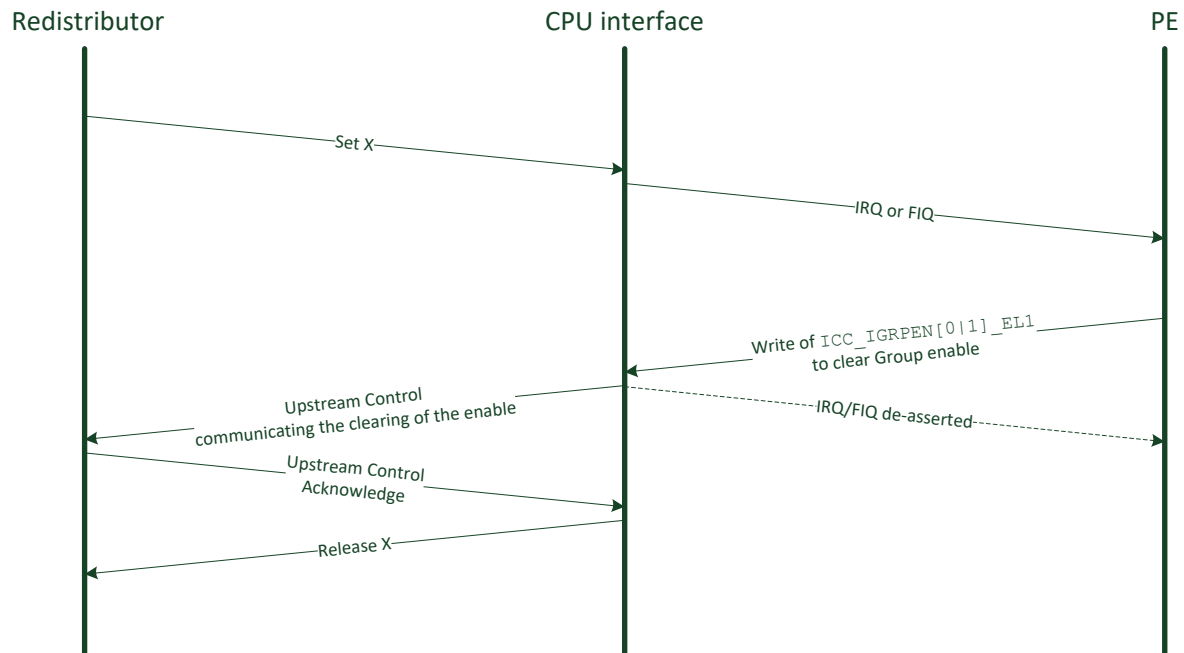 Redistributor
CPU interface
PE
Set X
IRQ or FIQ
Write of ICC_IGRPEN[0|1]_EL1
to clear Group enable
Upstream Control
communicating the clearing of the enable
IRQ/FIQ de-asserted
Upstream Control
Acknowledge
Release X